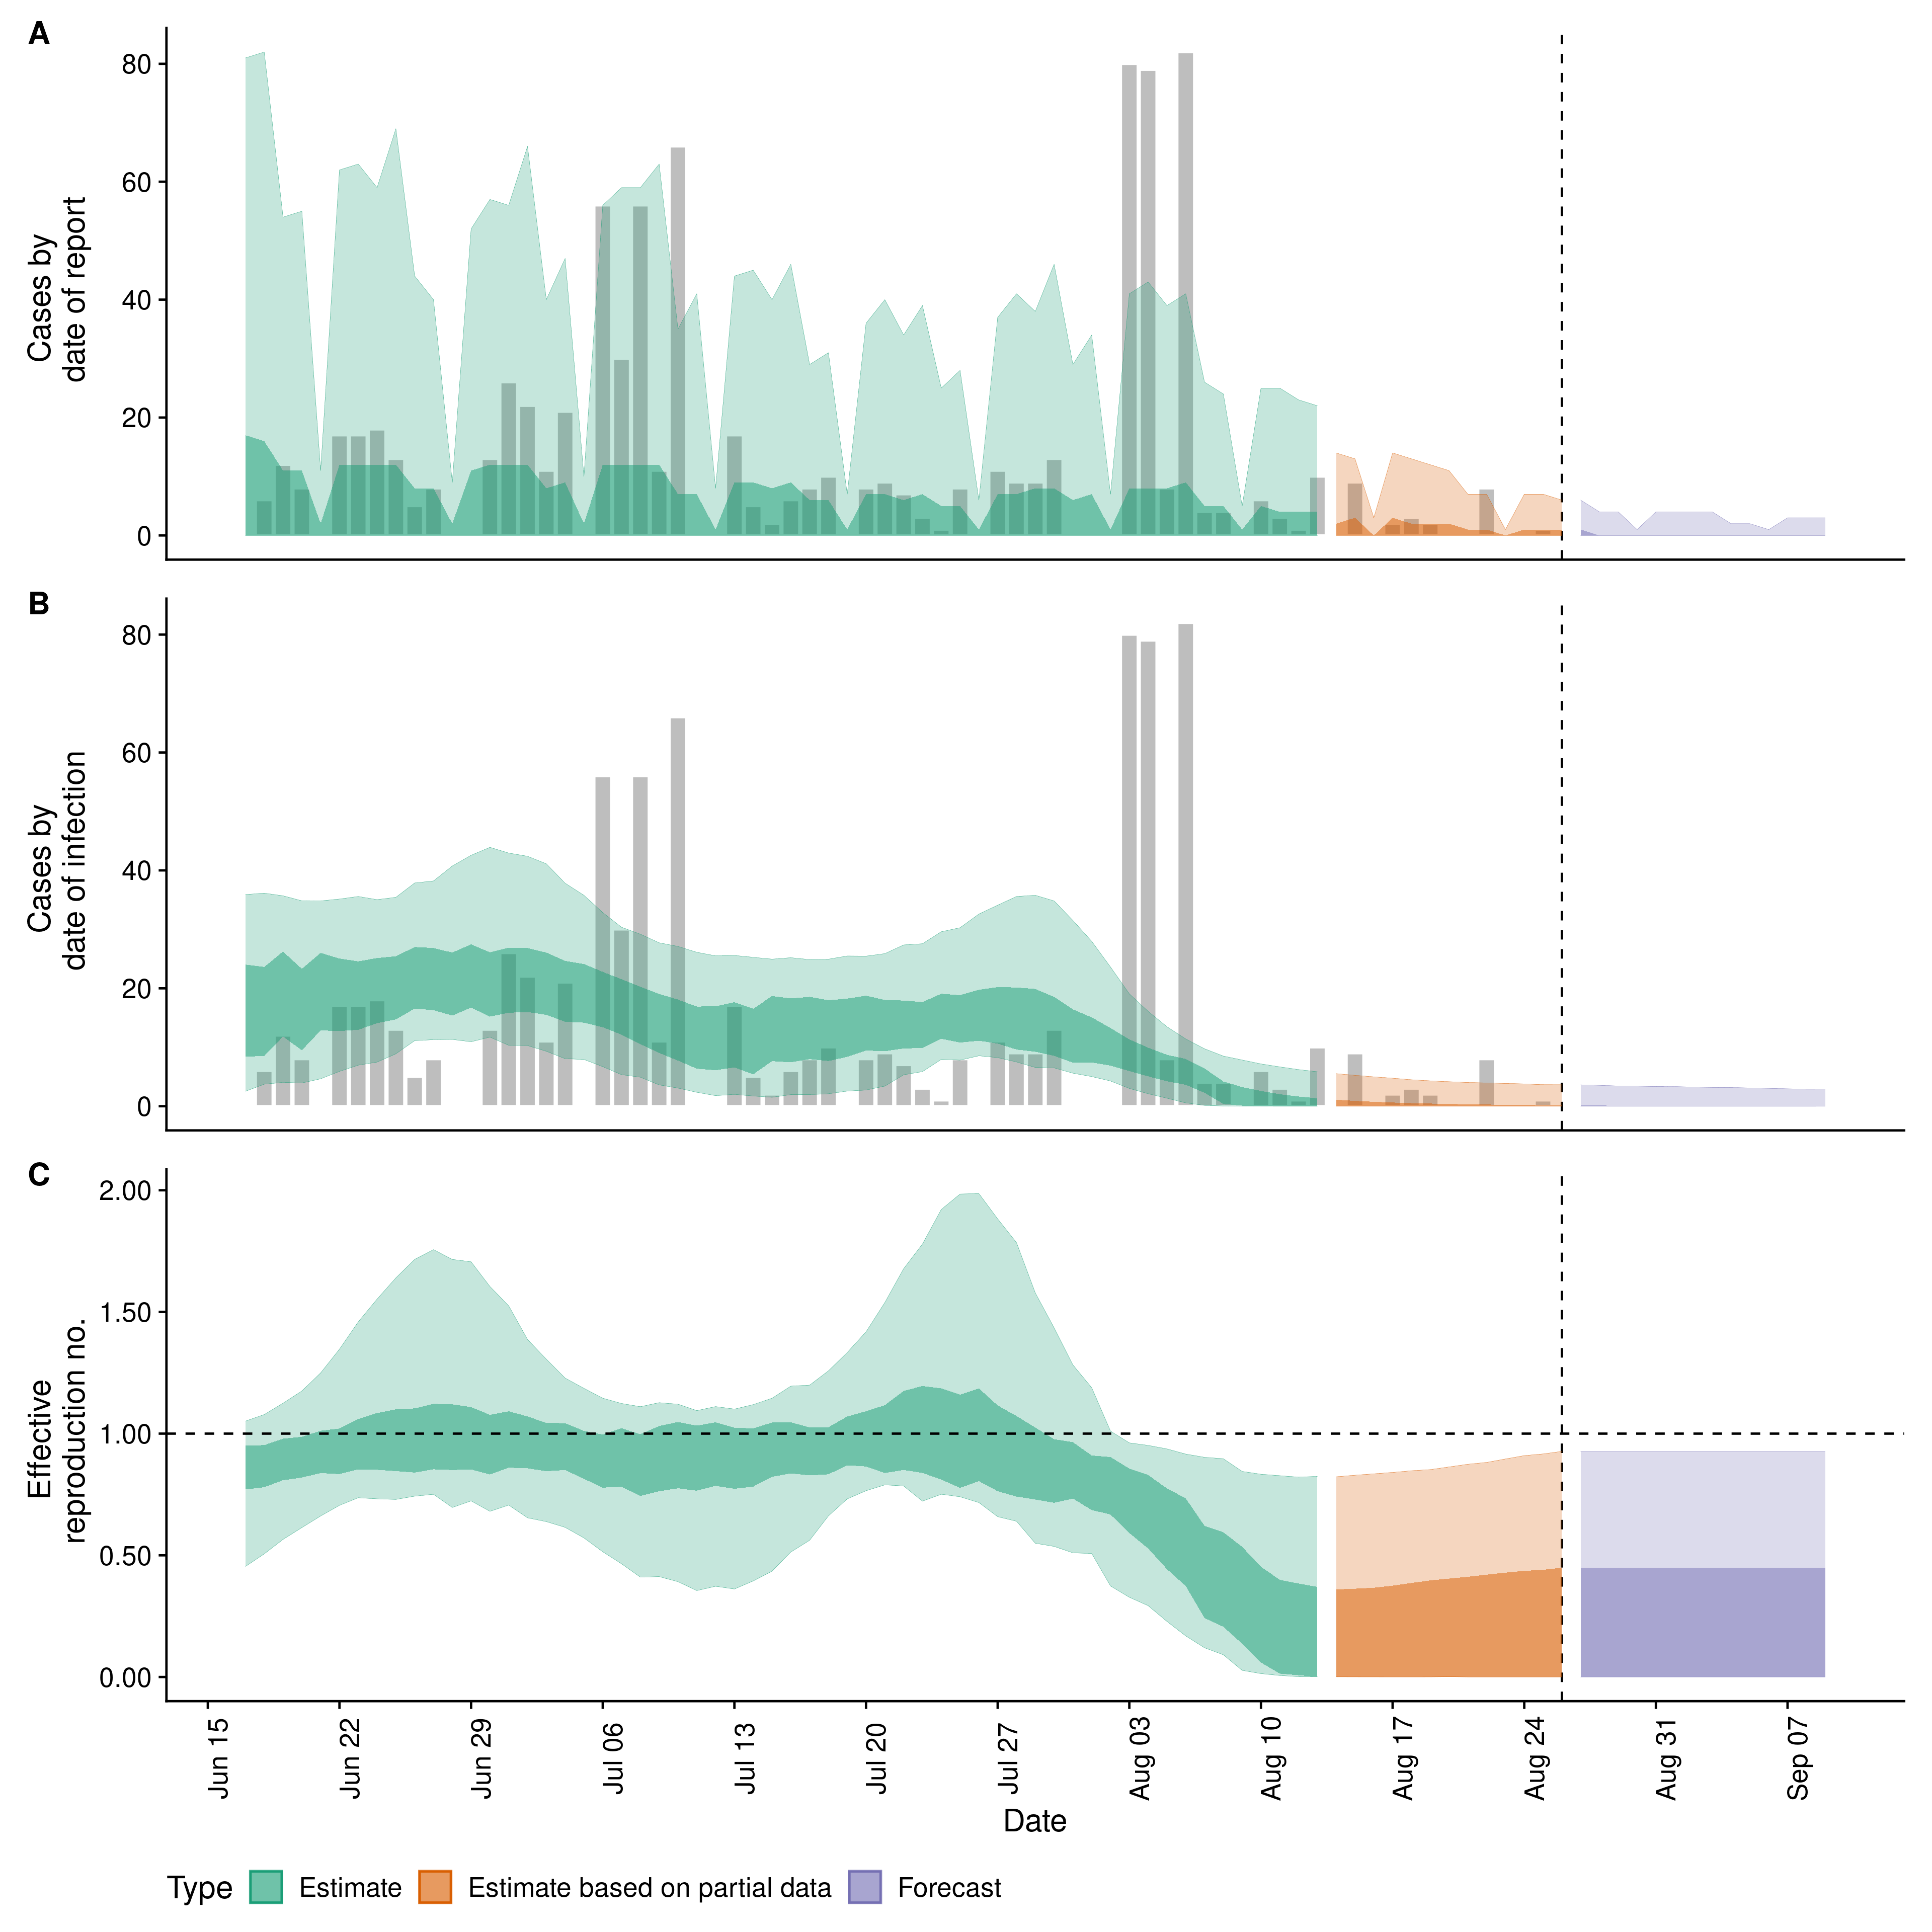 A
80
60
40
20
0
Cases by
date of report
B
80
60
40
20
0
Cases by
date of infection
C
2.00
1.50
1.00
0.50
0.00
Effective
reproduction no.
Jun 15
Jun 22
Jun 29
Jul 06
Jul 13
Jul 20
Jul 27
Aug 03
Aug 10
Aug 17
Aug 24
Aug 31
Sep 07
Date
Type
Estimate
Estimate based on partial data
Forecast